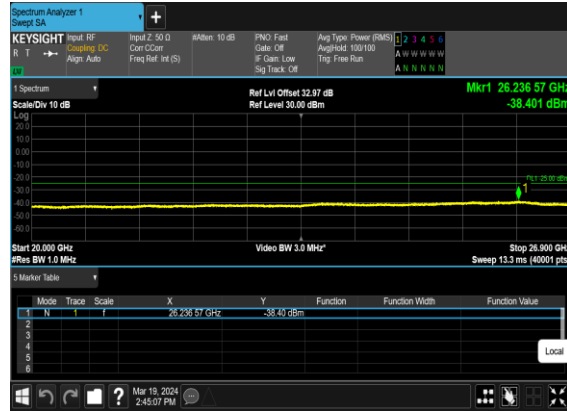 Spectrum Analyzer 1
Swept SA
KEYSIGHT Input: RF Input Z: 50 Ω #Atten: 10 dB PNO: Fast Avg Type: Power (RMS) 1 2 3 4 5 6
R T Coupling: DC Corr CCorr Gate: Off Avg|Hold: 100/100 A W W W W W
Align: Auto Freq Ref: Int (S) IF Gain: Low Trig: Free Run
Sig Track: Off A N N N N N
1 Spectrum Ref Lvl Offset 32.97 dB Mkr1 26.236 57 GHz
Scale/Div 10 dB Ref Level 30.00 dBm -38.401 dBm
Log
20.0
10.0
0.00
-10.0
-20.0
-30.0
1
-40.0
-50.0
-60.0
Start 20.000 GHz Video BW 3.0 MHz* Stop 26.900 GHz
#Res BW 1.0 MHz Sweep 13.3 ms (40001 pts)
5 Marker Table
Mode Trace Scale X Y Function Function Width Function Value
1 N 1 f 26.236 57 GHz -38.40 dBm
2
3
4
5
6
Local
Mar 19, 2024
2:45:07 PM